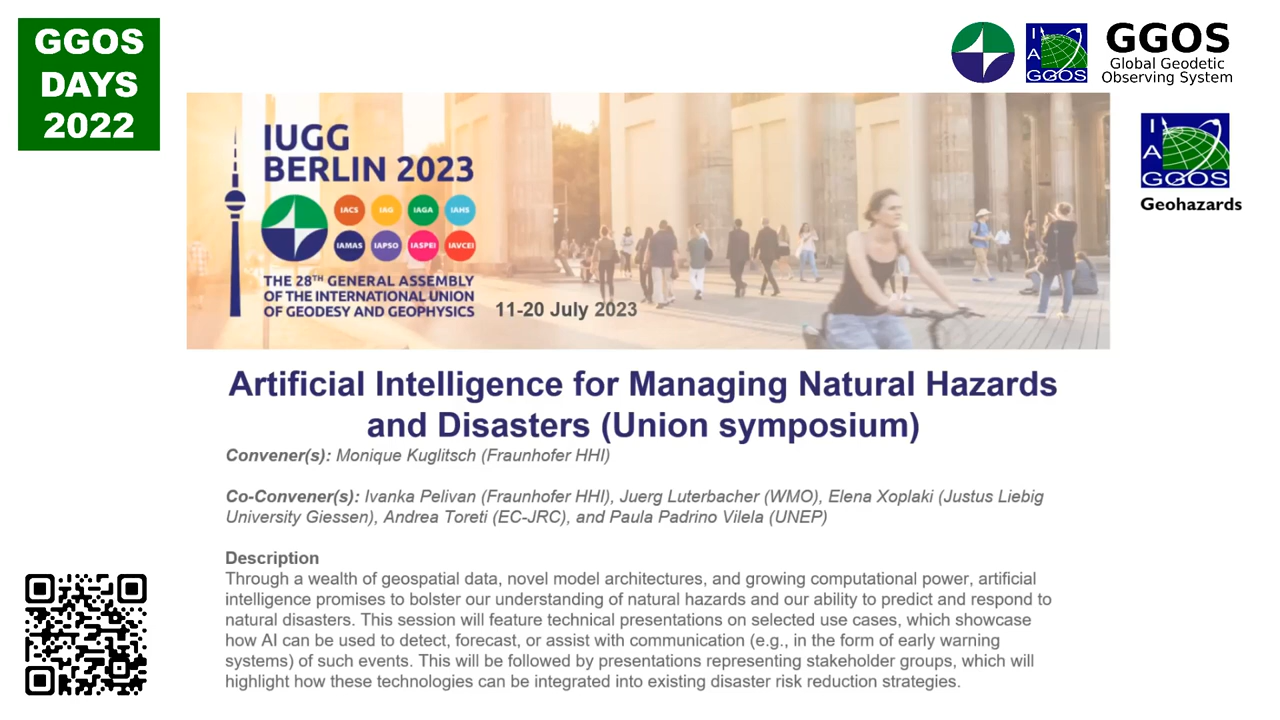 GGOS
DAYS
2022
GGOS
Global Geodetic
Observing System
I
A
GGOS
I
A
GGOS
Geohazards
IUGG
BERLIN 2023
IACS IAG IAGA IAHS
IAMAS IAPSO IASPEI IAVCEI
THE 28TH GENERAL ASSEMBLY
OF THE INTERNATIONAL UNION
OF GEODESY AND GEOPHYSICS
11-20 July 2023
Artificial Intelligence for Managing Natural Hazards
and Disasters (Union symposium)
Convener(s): Monique Kuglitsch (Fraunhofer HHI)
Co-Convener(s): Ivanka Pelivan (Fraunhofer HHI), Juerg Luterbacher (WMO), Elena Xoplaki (Justus Liebig
University Giessen), Andrea Toreti (EC-JRC), and Paula Padrino Vilela (UNEP)
Description
Through a wealth of geospatial data, novel model architectures, and growing computational power, artificial
intelligence promises to bolster our understanding of natural hazards and our ability to predict and respond to
natural disasters. This session will feature technical presentations on selected use cases, which showcase
how AI can be used to detect, forecast, or assist with communication (e.g., in the form of early warning
systems) of such events. This will be followed by presentations representing stakeholder groups, which will
highlight how these technologies can be integrated into existing disaster risk reduction strategies.